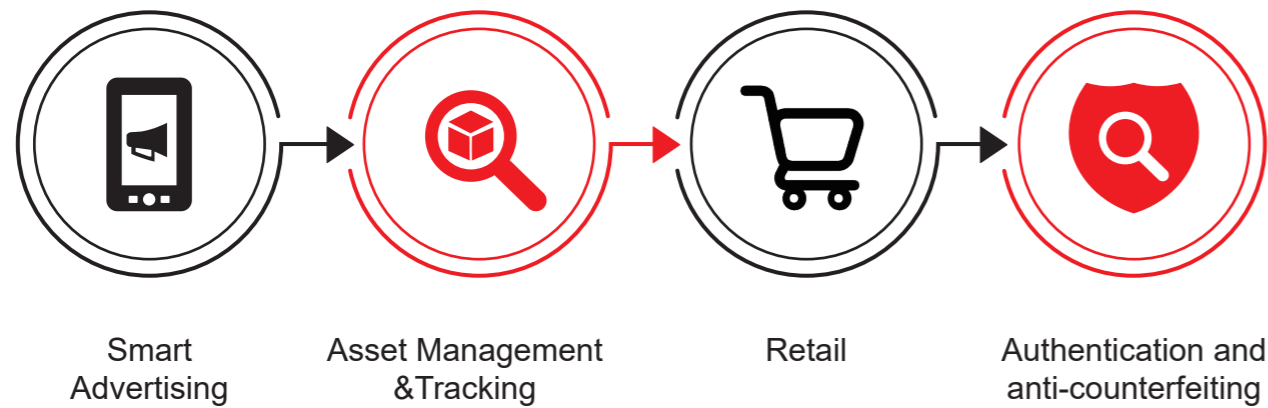 Smart
Advertising
Asset Management
&Tracking
Retail
Authentication and
anti-counterfeiting